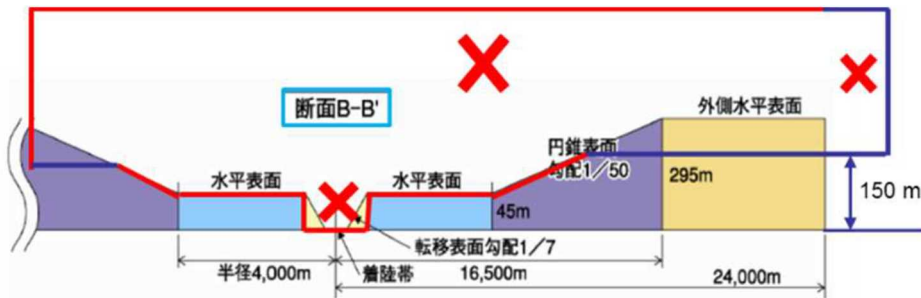 断面B-B'
外側水平表面
水平表面
水平表面
円錐表面
勾配1／50
295m
150 m
45m
転移表面勾配1／7
半径4,000m
着陸帯
16,500m
24,000m